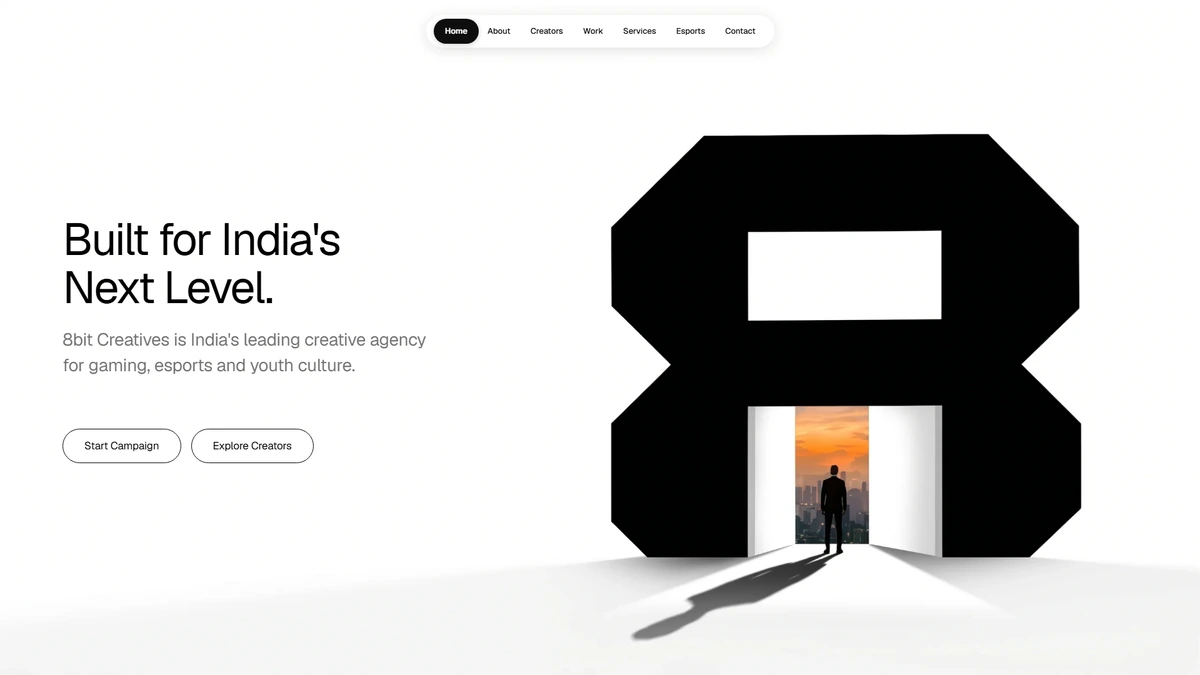 Home About Creators Work Services Esports Contact
Built for India's
Next Level.
8bit Creatives is India's leading creative agency
for gaming, esports and youth culture.
Start Campaign Explore Creators
8